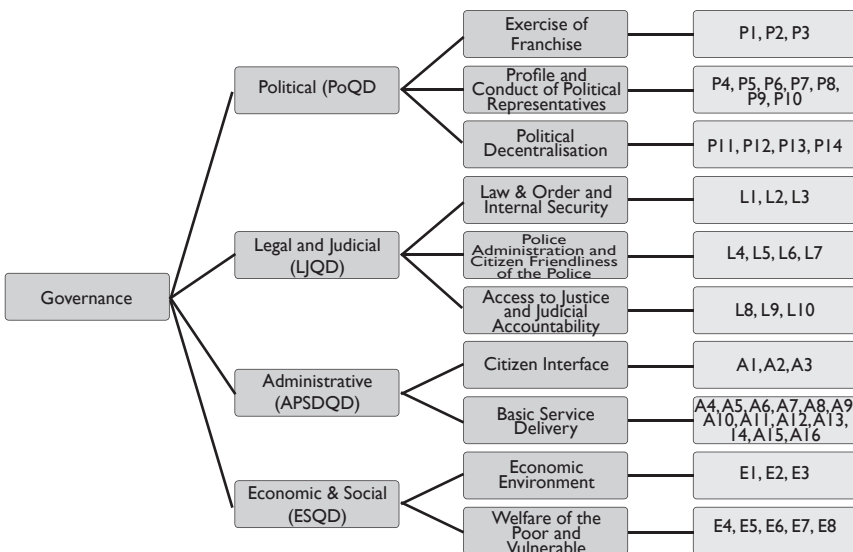 Governance
Political (PoQD
Legal and Judicial
(LJQD)
Administrative
(APSDQD)
Economic & Social
(ESQD)
Exercise of
Franchise
P1, P2, P3
Profile and
Conduct of Political
Representatives
P4, P5, P6, P7, P8,
P9, P10
Political
Decentralisation
P11, P12, P13, P14
Law & Order and
Internal Security
L1, L2, L3
Police
Administration and
Citizen Friendliness
of the Police
L4, L5, L6, L7
Access to Justice
and Judicial
Accountability
L8, L9, L10
Citizen Interface
A1, A2, A3
Basic Service
Delivery
A4, A5, A6, A7, A8, A9
A10, A11, A12, A13,
14, A15, A16
Economic
Environment
E1, E2, E3
Welfare of the
Poor and
Vulnerable
E4, E5, E6, E7, E8